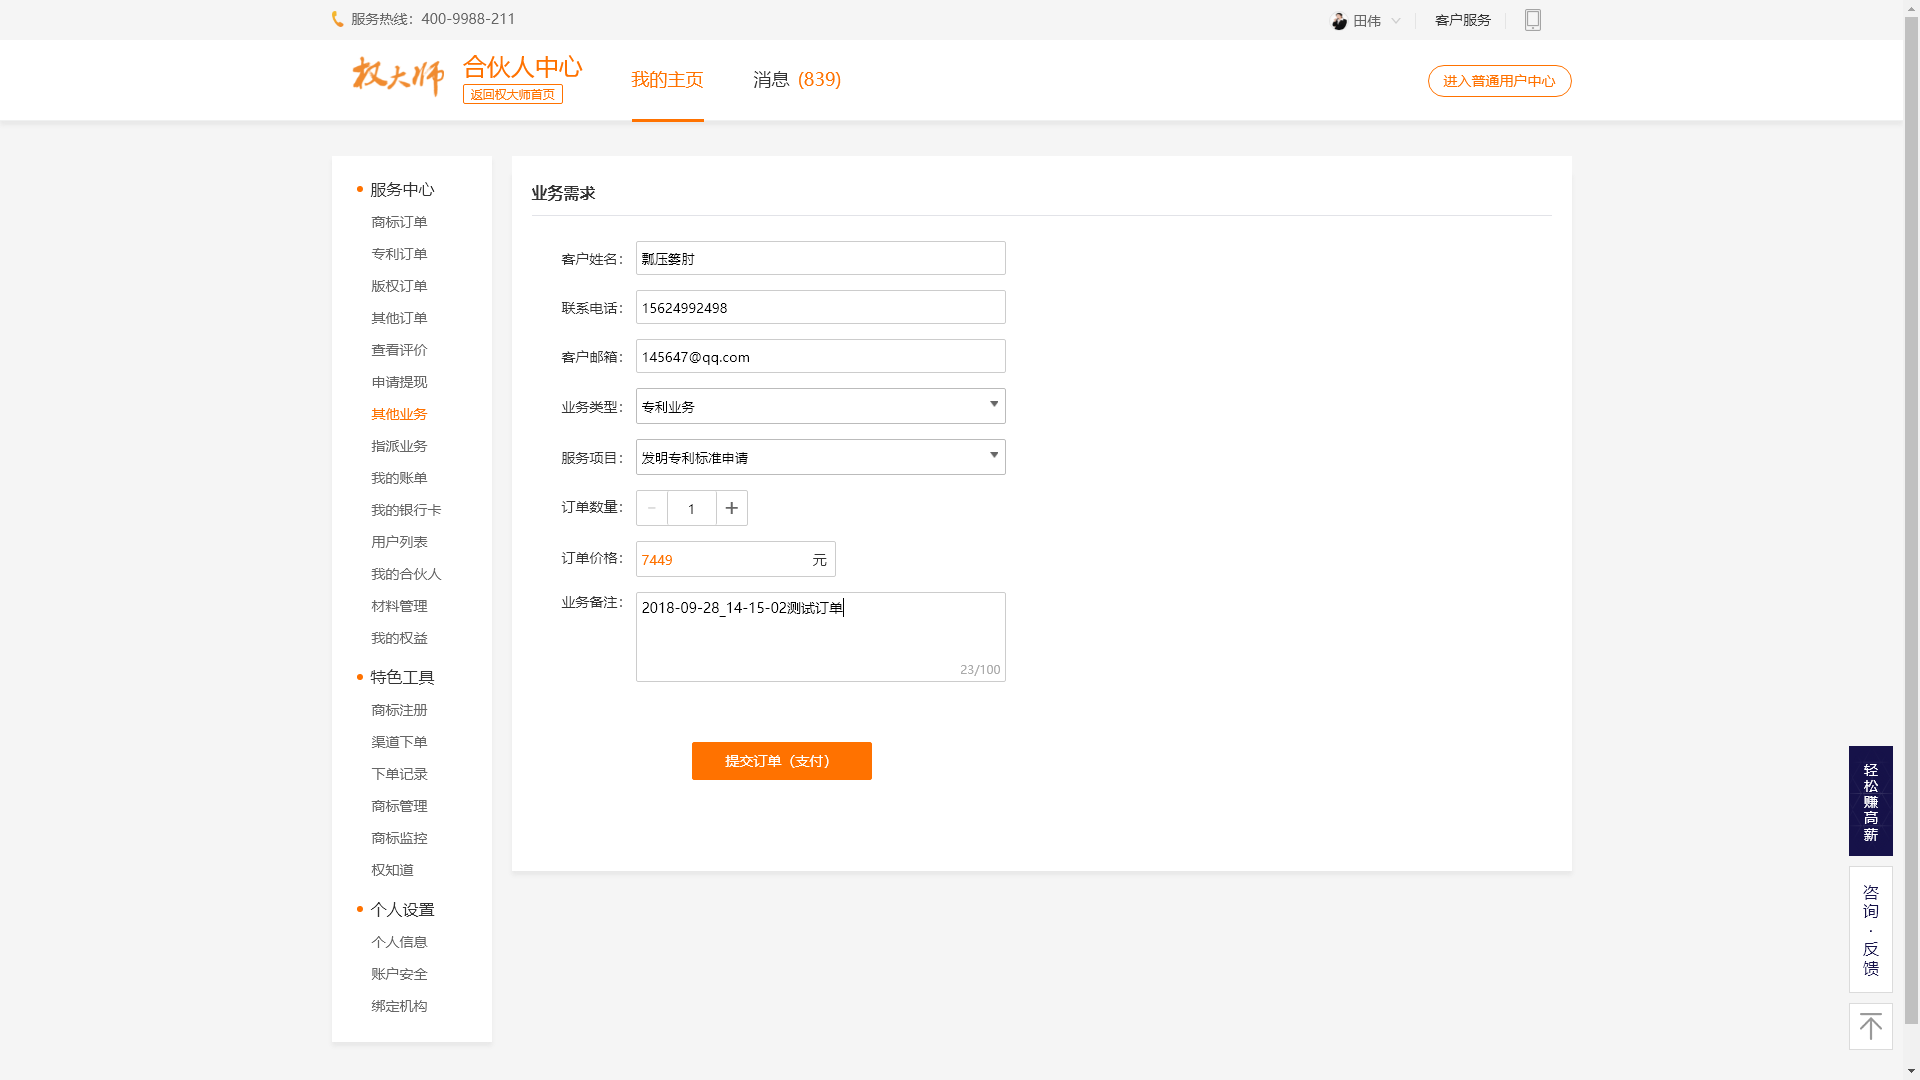 服务热线：400-9988-211
田伟
客户服务
权大师
合伙人中心
返回权大师首页
我的主页
消息 (839)
进入普通用户中心
服务中心
商标订单
专利订单
版权订单
其他订单
查看评价
申请提现
其他业务
指派业务
我的账单
我的银行卡
用户列表
我的合伙人
材料管理
我的权益
特色工具
商标注册
渠道下单
下单记录
商标管理
商标监控
权知道
个人设置
个人信息
账户安全
绑定机构
业务需求
客户姓名： 瓢压篓肘
联系电话： 15624992498
客户邮箱： 145647@qq.com
业务类型： 专利业务
服务项目： 发明专利标准申请
订单数量： － 1 +
订单价格： 7449 元
业务备注： 2018-09-28_14-15-02测试订单
23/100
提交订单（支付）
轻松赚高薪
咨询·反馈